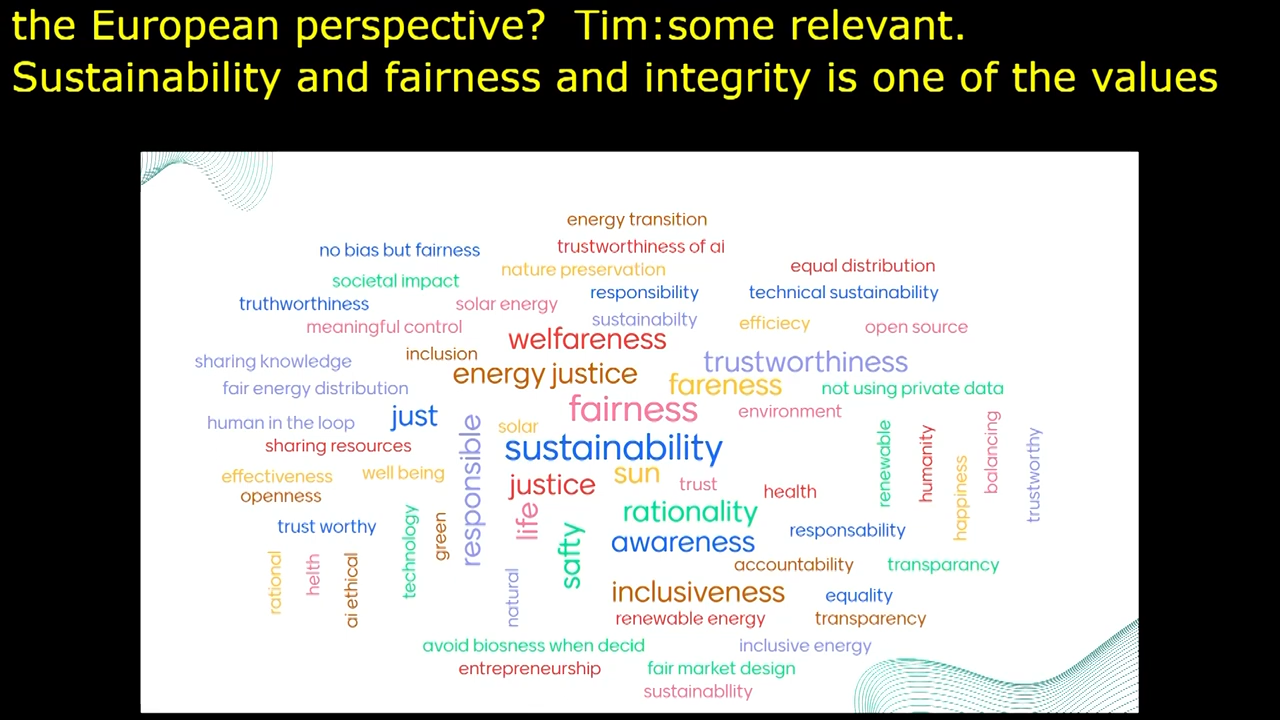 the European perspective?  Tim:some relevant.
Sustainability and fairness and integrity is one of the values
energy transition
no bias but fairness
trustworthiness of ai
equal distribution
nature preservation
societal impact
responsibility
technical sustainability
truthworthiness
solar energy
sustainabilty
efficiecy
open source
meaningful control
welfareness
inclusion
trustworthiness
sharing knowledge
energy justice
fareness
not using private data
fair energy distribution
fairness
environment
human in the loop
just
responsible
solar
renewable
humanity
happiness
balancing
trustworthy
sharing resources
sustainability
effectiveness
well being
sun
justice
trust
health
openness
life
rationality
trust worthy
technology
green
safty
awareness
responsability
rational
helth
ai ethical
natural
accountability
transparancy
inclusiveness
equality
renewable energy
transparency
avoid biosness when decid
inclusive energy
entrepreneurship
fair market design
sustainabllity